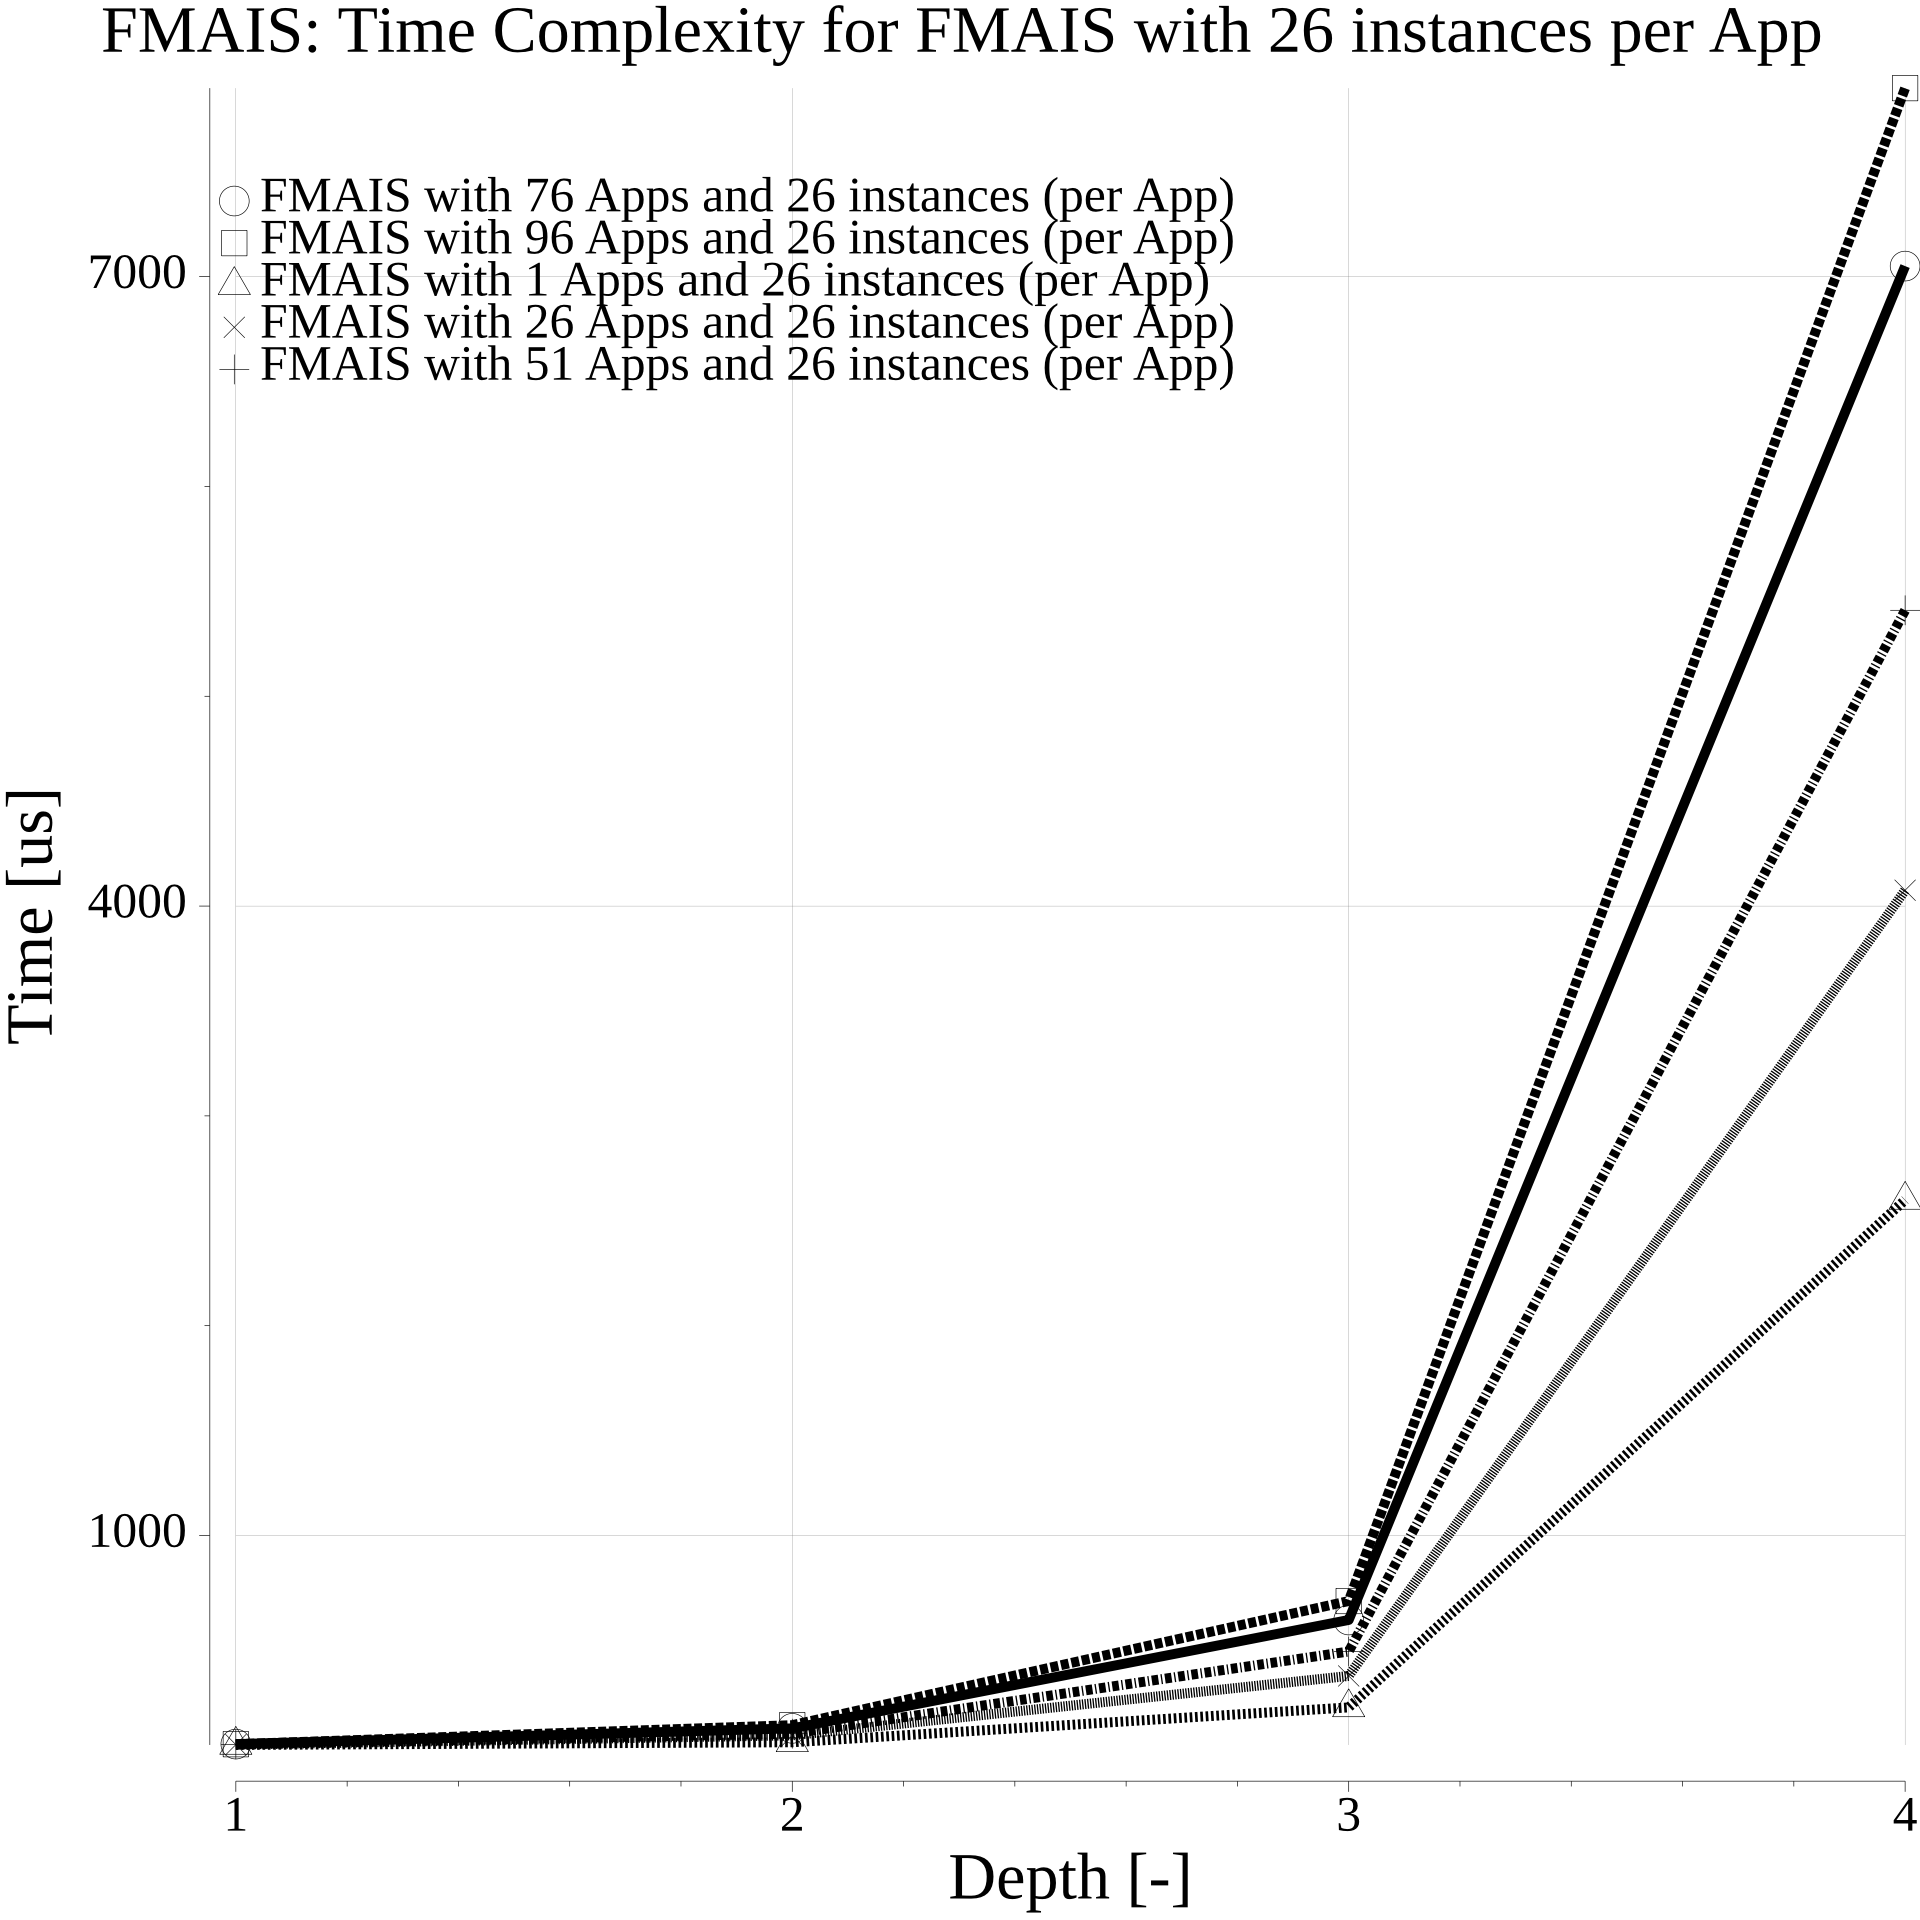 FMAIS: Time Complexity for FMAIS with 26 instances per App
FMAIS with 76 Apps and 26 instances (per App)
FMAIS with 96 Apps and 26 instances (per App)
FMAIS with 1 Apps and 26 instances (per App)
FMAIS with 26 Apps and 26 instances (per App)
FMAIS with 51 Apps and 26 instances (per App)
7000
4000
1000
Time [us]
1 2 3 4
Depth [-]